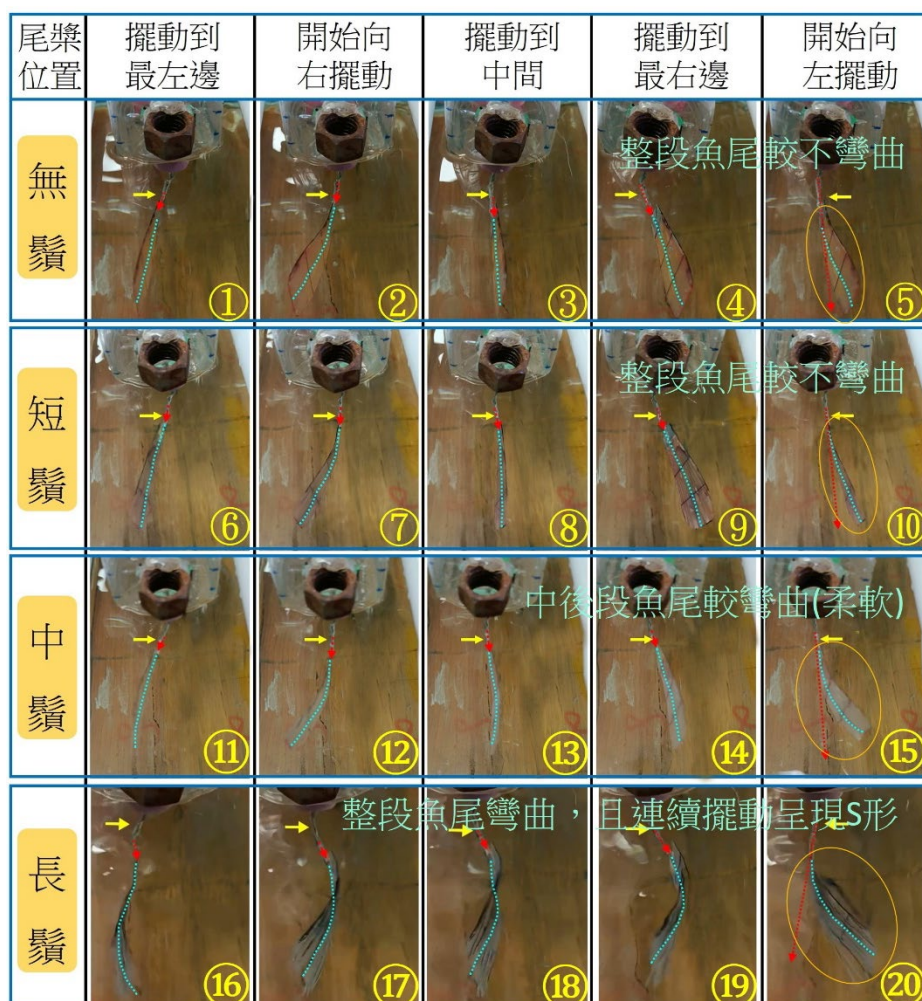 尾槳位置
擺動到最左邊
開始向右擺動
擺動到中間
擺動到最右邊
開始向左擺動
無鬚
整段魚尾較不彎曲
① ② ③ ④ ⑤
短鬚
整段魚尾較不彎曲
⑥ ⑦ ⑧ ⑨ ⑩
中鬚
中後段魚尾較彎曲(柔軟)
⑪ ⑫ ⑬ ⑭ ⑮
長鬚
整段魚尾彎曲，且連續擺動呈現S形
⑯ ⑰ ⑱ ⑲ ⑳